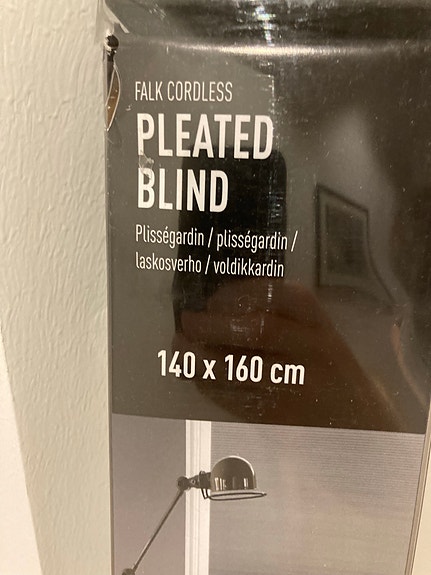 FALK CORDLESS
PLEATED
BLIND
Plisségardin / plisségardin /
laskosverho / voldikkardin
140 x 160 cm